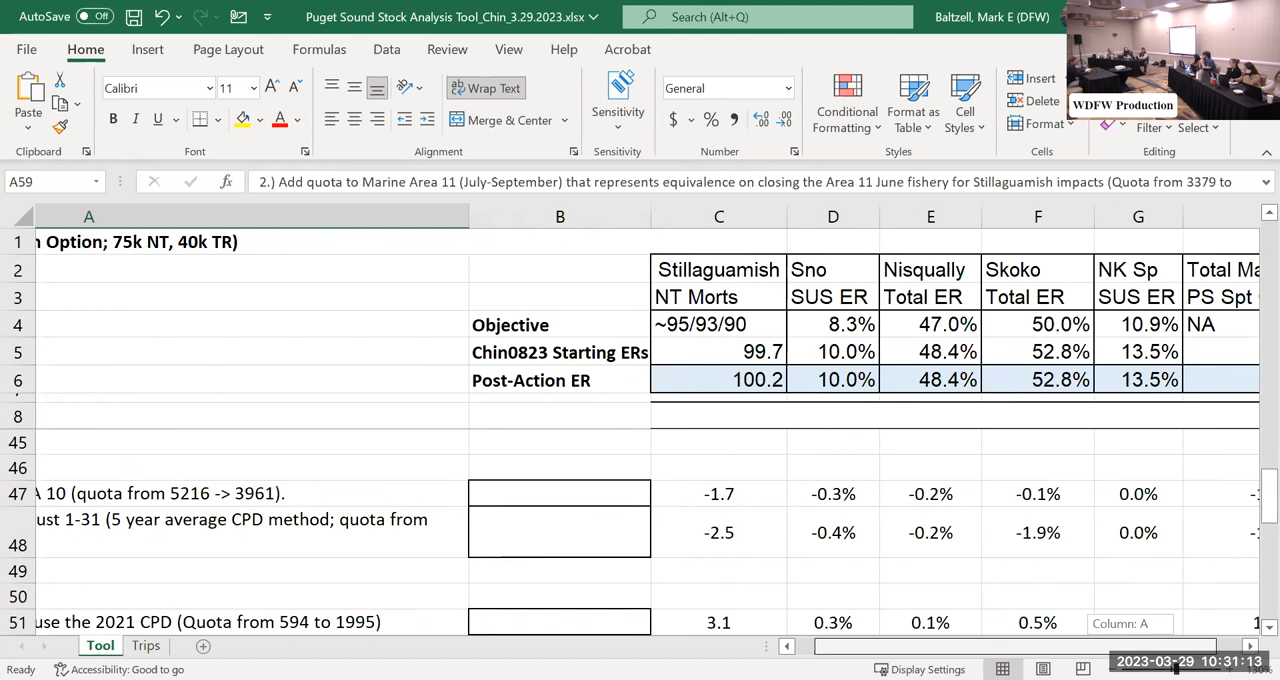 AutoSave Off Puget Sound Stock Analysis Tool_Chin_3.29.2023.xlsx Search (Alt+Q) Baltzell, Mark E (DFW)
File Home Insert Page Layout Formulas Data Review View Help Acrobat
Paste Calibri 11 Wrap Text Sensitivity General Conditional Formatting Format as Table Cell Styles Insert
B I U Merge & Center $ % Delete
Format Filter Select
Clipboard Font Alignment Sensitivity Number Styles Cells Editing
WDFW Production
A59 fx 2.) Add quota to Marine Area 11 (July-September) that represents equivalence on closing the Area 11 June fishery for Stillaguamish impacts (Quota from 3379 to
A B C D E F G
1 Option; 75k NT, 40k TR)
2 Stillaguamish Sno Nisqually Skoko NK Sp Total
3 NT Morts SUS ER Total ER Total ER SUS ER PS Spt
4 Objective ~95/93/90 8.3% 47.0% 50.0% 10.9% NA
5 Chin0823 Starting ERs 99.7 10.0% 48.4% 52.8% 13.5%
6 Post-Action ER 100.2 10.0% 48.4% 52.8% 13.5%
8
45
46
47 10 (quota from 5216 -> 3961). -1.7 -0.3% -0.2% -0.1% 0.0%
48 ust 1-31 (5 year average CPD method; quota from -2.5 -0.4% -0.2% -1.9% 0.0%
49
50
51 use the 2021 CPD (Quota from 594 to 1995) 3.1 0.3% 0.1% 0.5% Column: A
Tool Trips
Ready Accessibility: Good to go Display Settings
2023-03-29 10:31:13